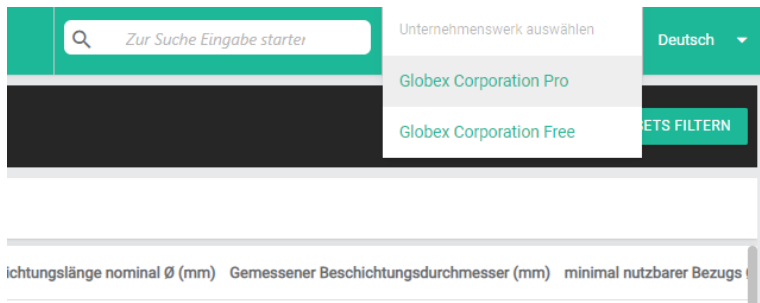 Zur Suche Eingabe starten
Unternehmenswerk auswählen
Deutsch
Globex Corporation Pro
Globex Corporation Free
ETS FILTERN
ichtungslänge nominal Ø (mm) Gemessener Beschichtungsdurchmesser (mm) minimal nutzbarer Bezugs